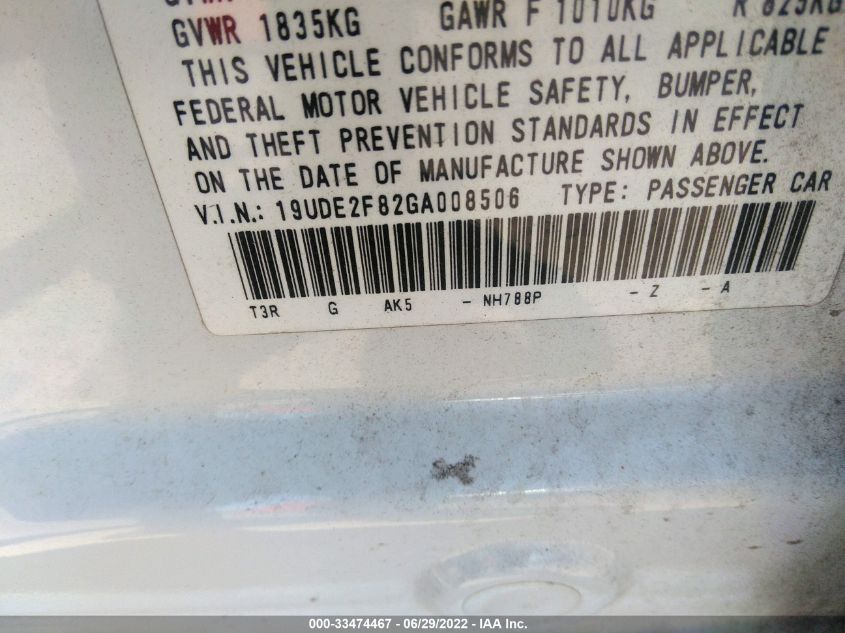 GVWR 1835KG GAWR F 1010KG R 825KG
THIS VEHICLE CONFORMS TO ALL APPLICABLE
FEDERAL MOTOR VEHICLE SAFETY, BUMPER,
AND THEFT PREVENTION STANDARDS IN EFFECT
ON THE DATE OF MANUFACTURE SHOWN ABOVE.
V.I.N.: 19UDE2F82GA008506 TYPE: PASSENGER CAR
T3R G AK5 - NH788P - Z - A
000-33474467 - 06/29/2022 - IAA Inc.